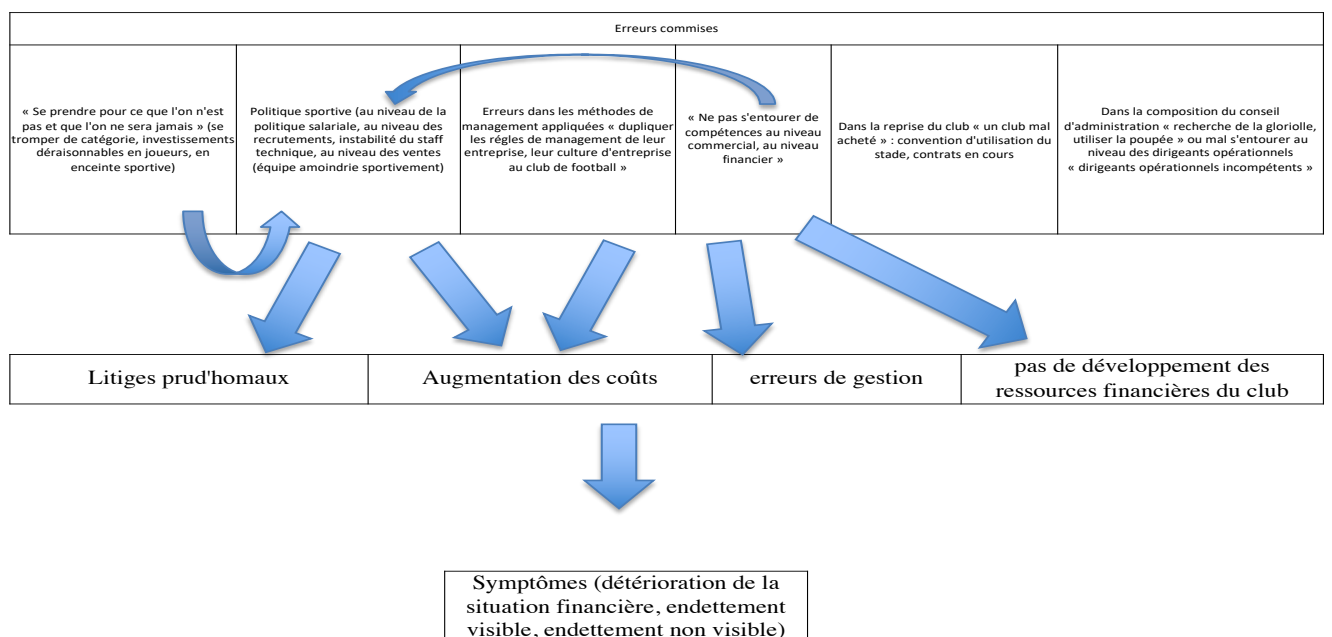 Erreurs commises
« Se prendre pour ce que l'on n'est
pas et que l'on ne sera jamais » (se
tromper de catégorie, investissements
déraisonnables en joueurs, en
enceinte sportive)
Politique sportive (au niveau de la
politique salariale, au niveau des
recrutements, instabilité du staff
technique, au niveau des ventes
(équipe amoindrie sportivement)
Erreurs dans les méthodes de
management appliquées « dupliquer
les régles de management de leur
entreprise, leur culture d'entreprise
au club de football »
« Ne pas s'entourer de
compétences au niveau
commercial, au niveau
financier »
Dans la reprise du club « un club mal
acheté » : convention d'utilisation du
stade, contrats en cours
Dans la composition du conseil
d'administration « recherche de la gloriolle,
utiliser la poupée » ou mal s'entourer au
niveau des dirigeants opérationnels
« dirigeants opérationnels incompétents »
Litiges prud'homaux
Augmentation des coûts
erreurs de gestion
pas de développement des
ressources financières du club
Symptômes (détérioration de la
situation financière, endettement
visible, endettement non visible)